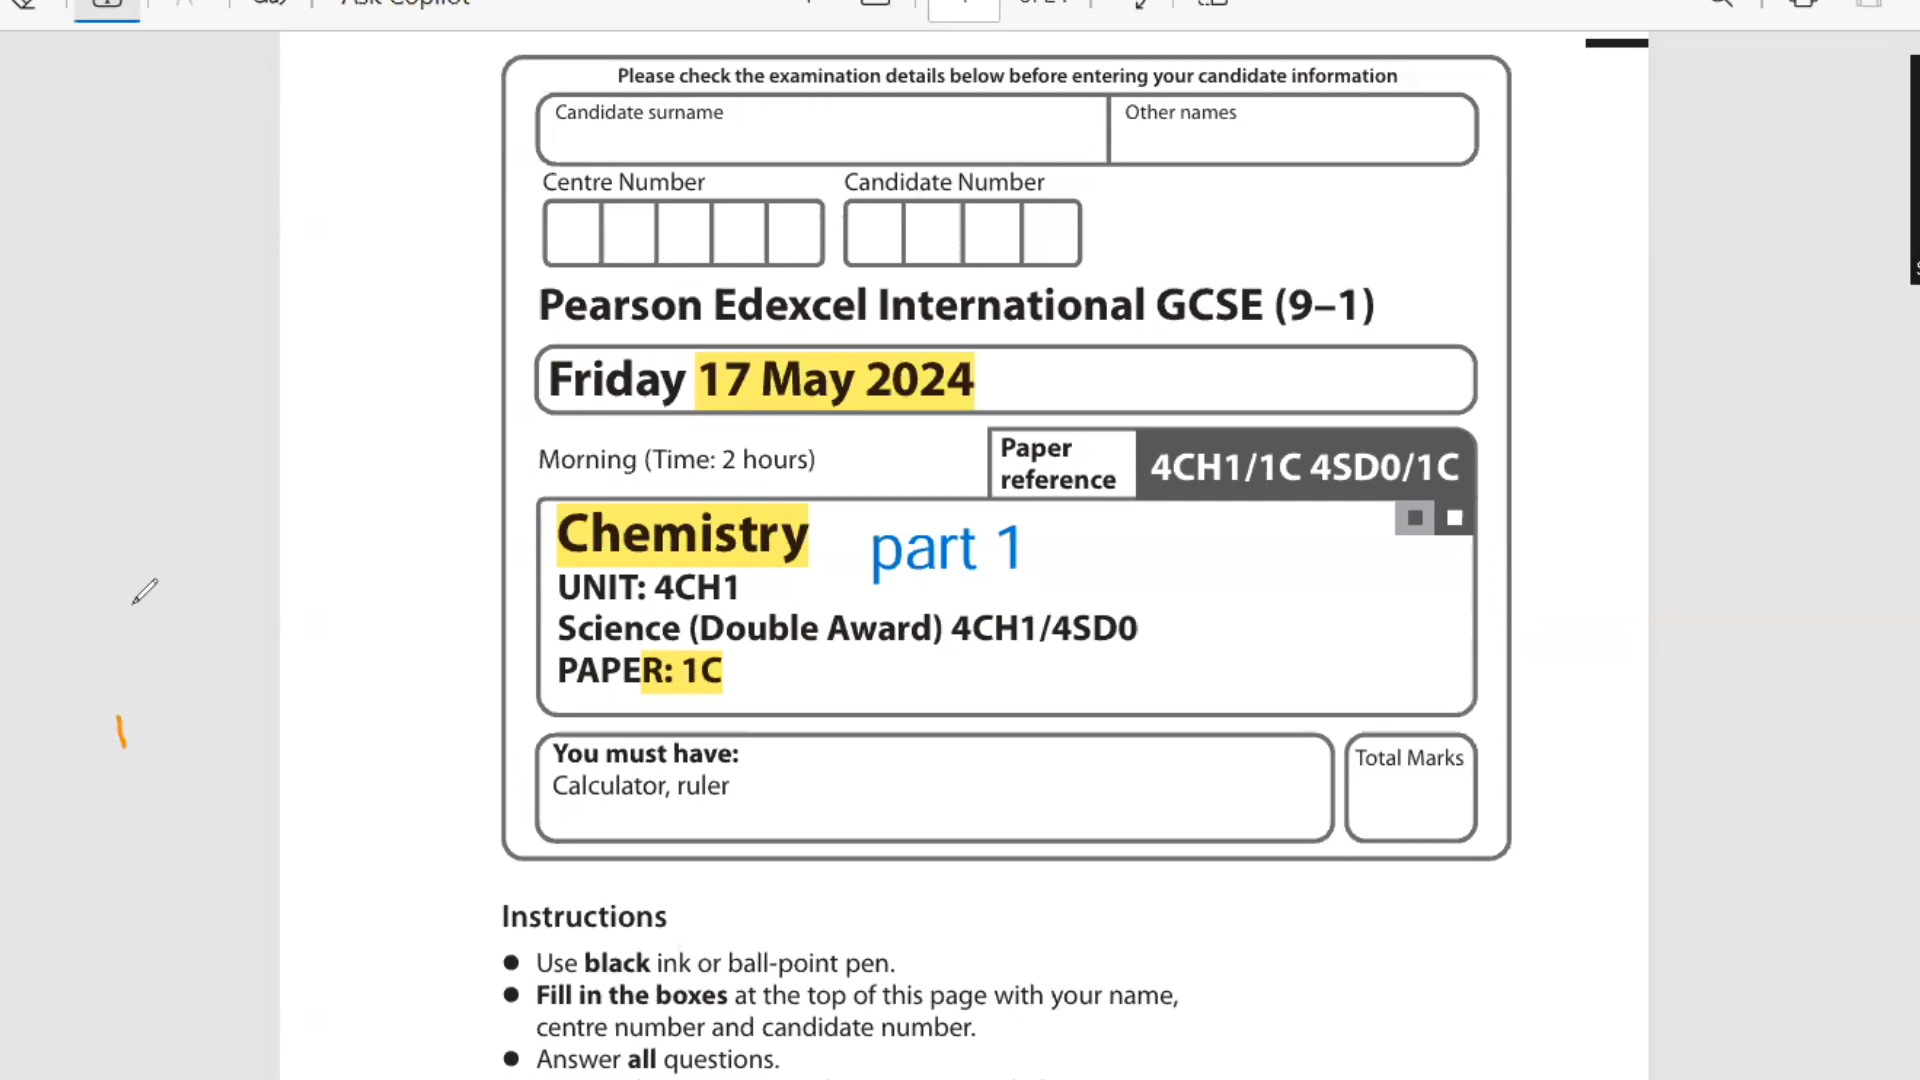 Please check the examination details below before entering your candidate information
Candidate surname
Other names
Centre Number
Candidate Number
Pearson Edexcel International GCSE (9–1)
Friday 17 May 2024
Morning (Time: 2 hours)
Paper
reference
4CH1/1C 4SD0/1C
Chemistry
part 1
UNIT: 4CH1
Science (Double Award) 4CH1/4SD0
PAPER: 1C
You must have:
Calculator, ruler
Total Marks
Instructions
● Use black ink or ball-point pen.
● Fill in the boxes at the top of this page with your name,
centre number and candidate number.
● Answer all questions.